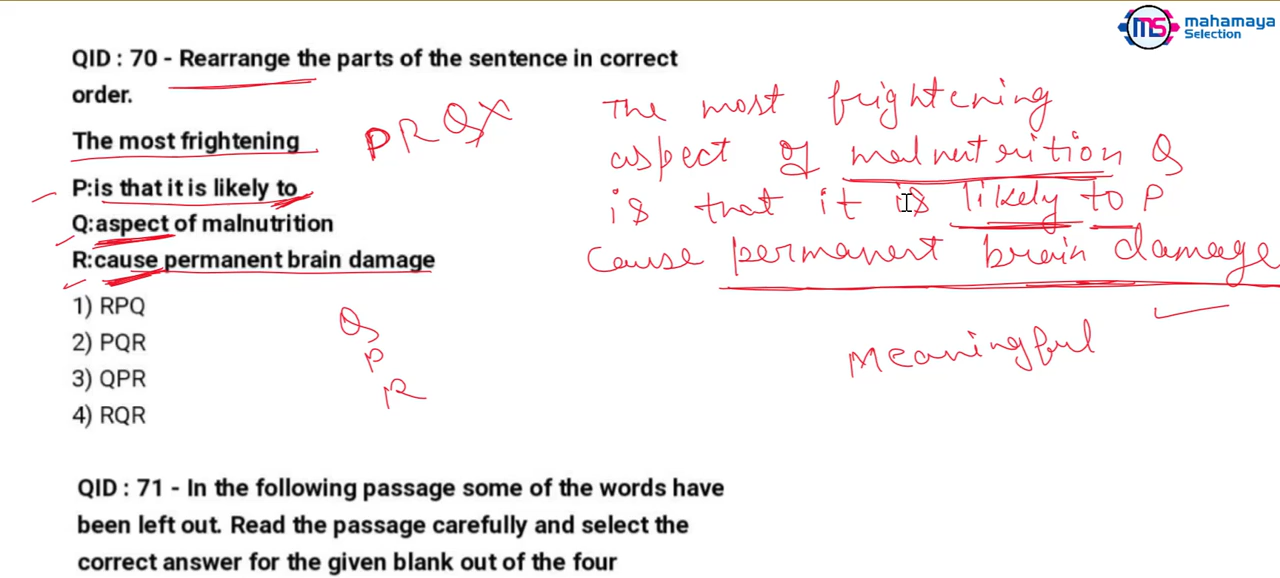 mahamaya
Selection
QID : 70 - Rearrange the parts of the sentence in correct
order.
The most frightening
P:is that it is likely to
Q:aspect of malnutrition
R:cause permanent brain damage
1) RPQ
2) PQR
3) QPR
4) RQR
PRQX
Q
P
R
The most frightening
aspect of malnutrition Q
is that it is likely to P
cause permanent brain damage
Meaningful
QID : 71 - In the following passage some of the words have
been left out. Read the passage carefully and select the
correct answer for the given blank out of the four